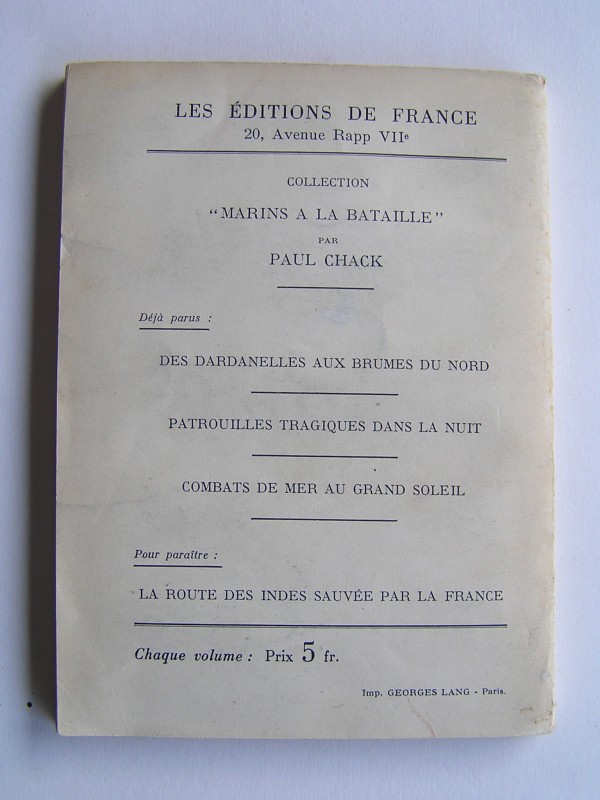 LES ÉDITIONS DE FRANCE
20, Avenue Rapp VIIe
COLLECTION
"MARINS A LA BATAILLE"
PAR
PAUL CHACK
Déjà parus :
DES DARDANELLES AUX BRUMES DU NORD
PATROUILLES TRAGIQUES DANS LA NUIT
COMBATS DE MER AU GRAND SOLEIL
Pour paraître :
LA ROUTE DES INDES SAUVÉE PAR LA FRANCE
Chaque volume : Prix 5 fr.
Imp. GEORGES LANG - Paris.